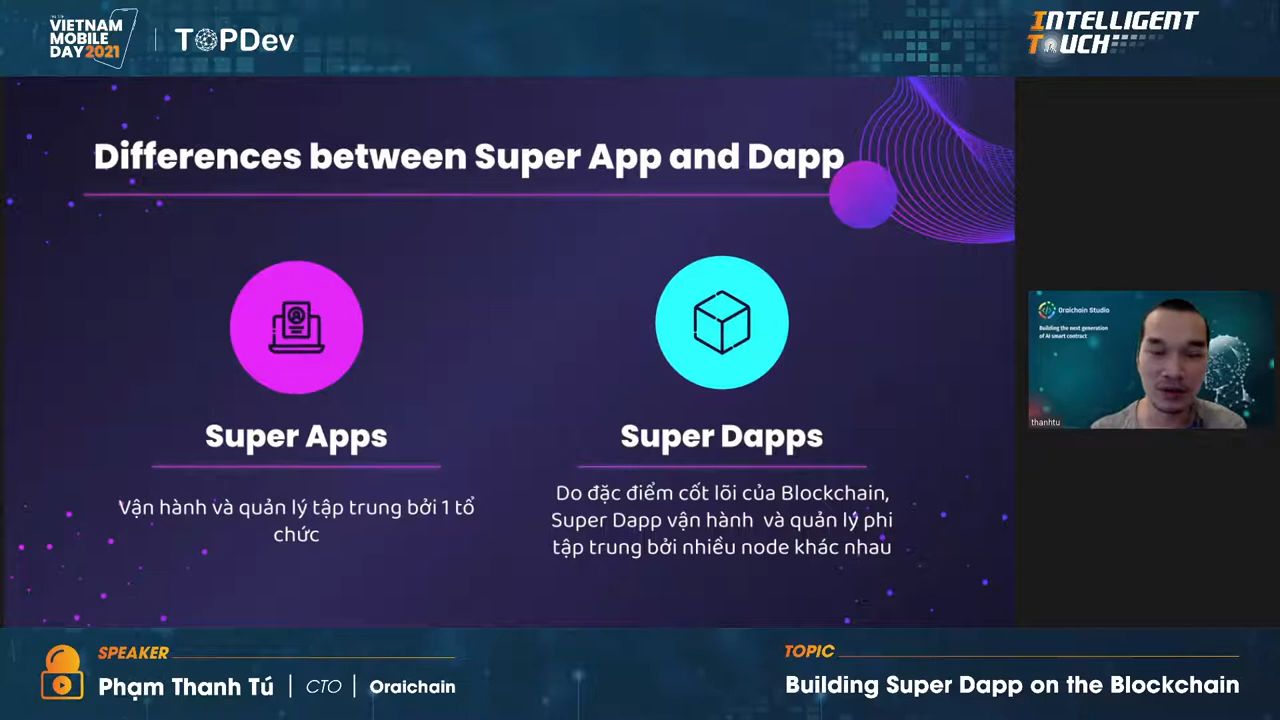 VIETNAM
MOBILE
DAY 2021
TOPDev
INTELLIGENT
TOUCH
Differences between Super App and Dapp
Super Apps
Vận hành và quản lý tập trung bởi 1 tổ
chức
Super Dapps
Do đặc điểm cốt lõi của Blockchain,
Super Dapp vận hành và quản lý phi
tập trung bởi nhiều node khác nhau
Oraichain Studio
Building the next generation
of AI smart contract
thanhtu
SPEAKER
Phạm Thanh Tú | CTO | Oraichain
TOPIC
Building Super Dapp on the Blockchain